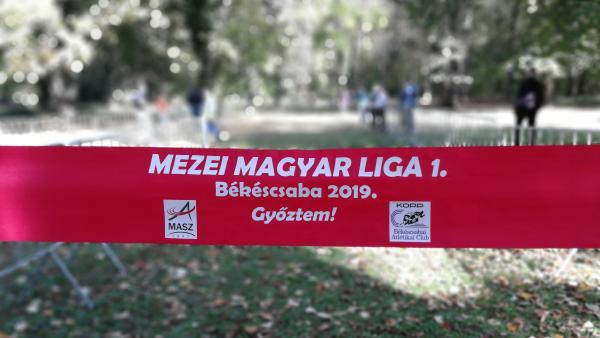 MEZEI MAGYAR LIGA 1.
Békéscsaba 2019.
Győztem!
MASZ
KOPP
Békéscsabai
Atlétikai Club